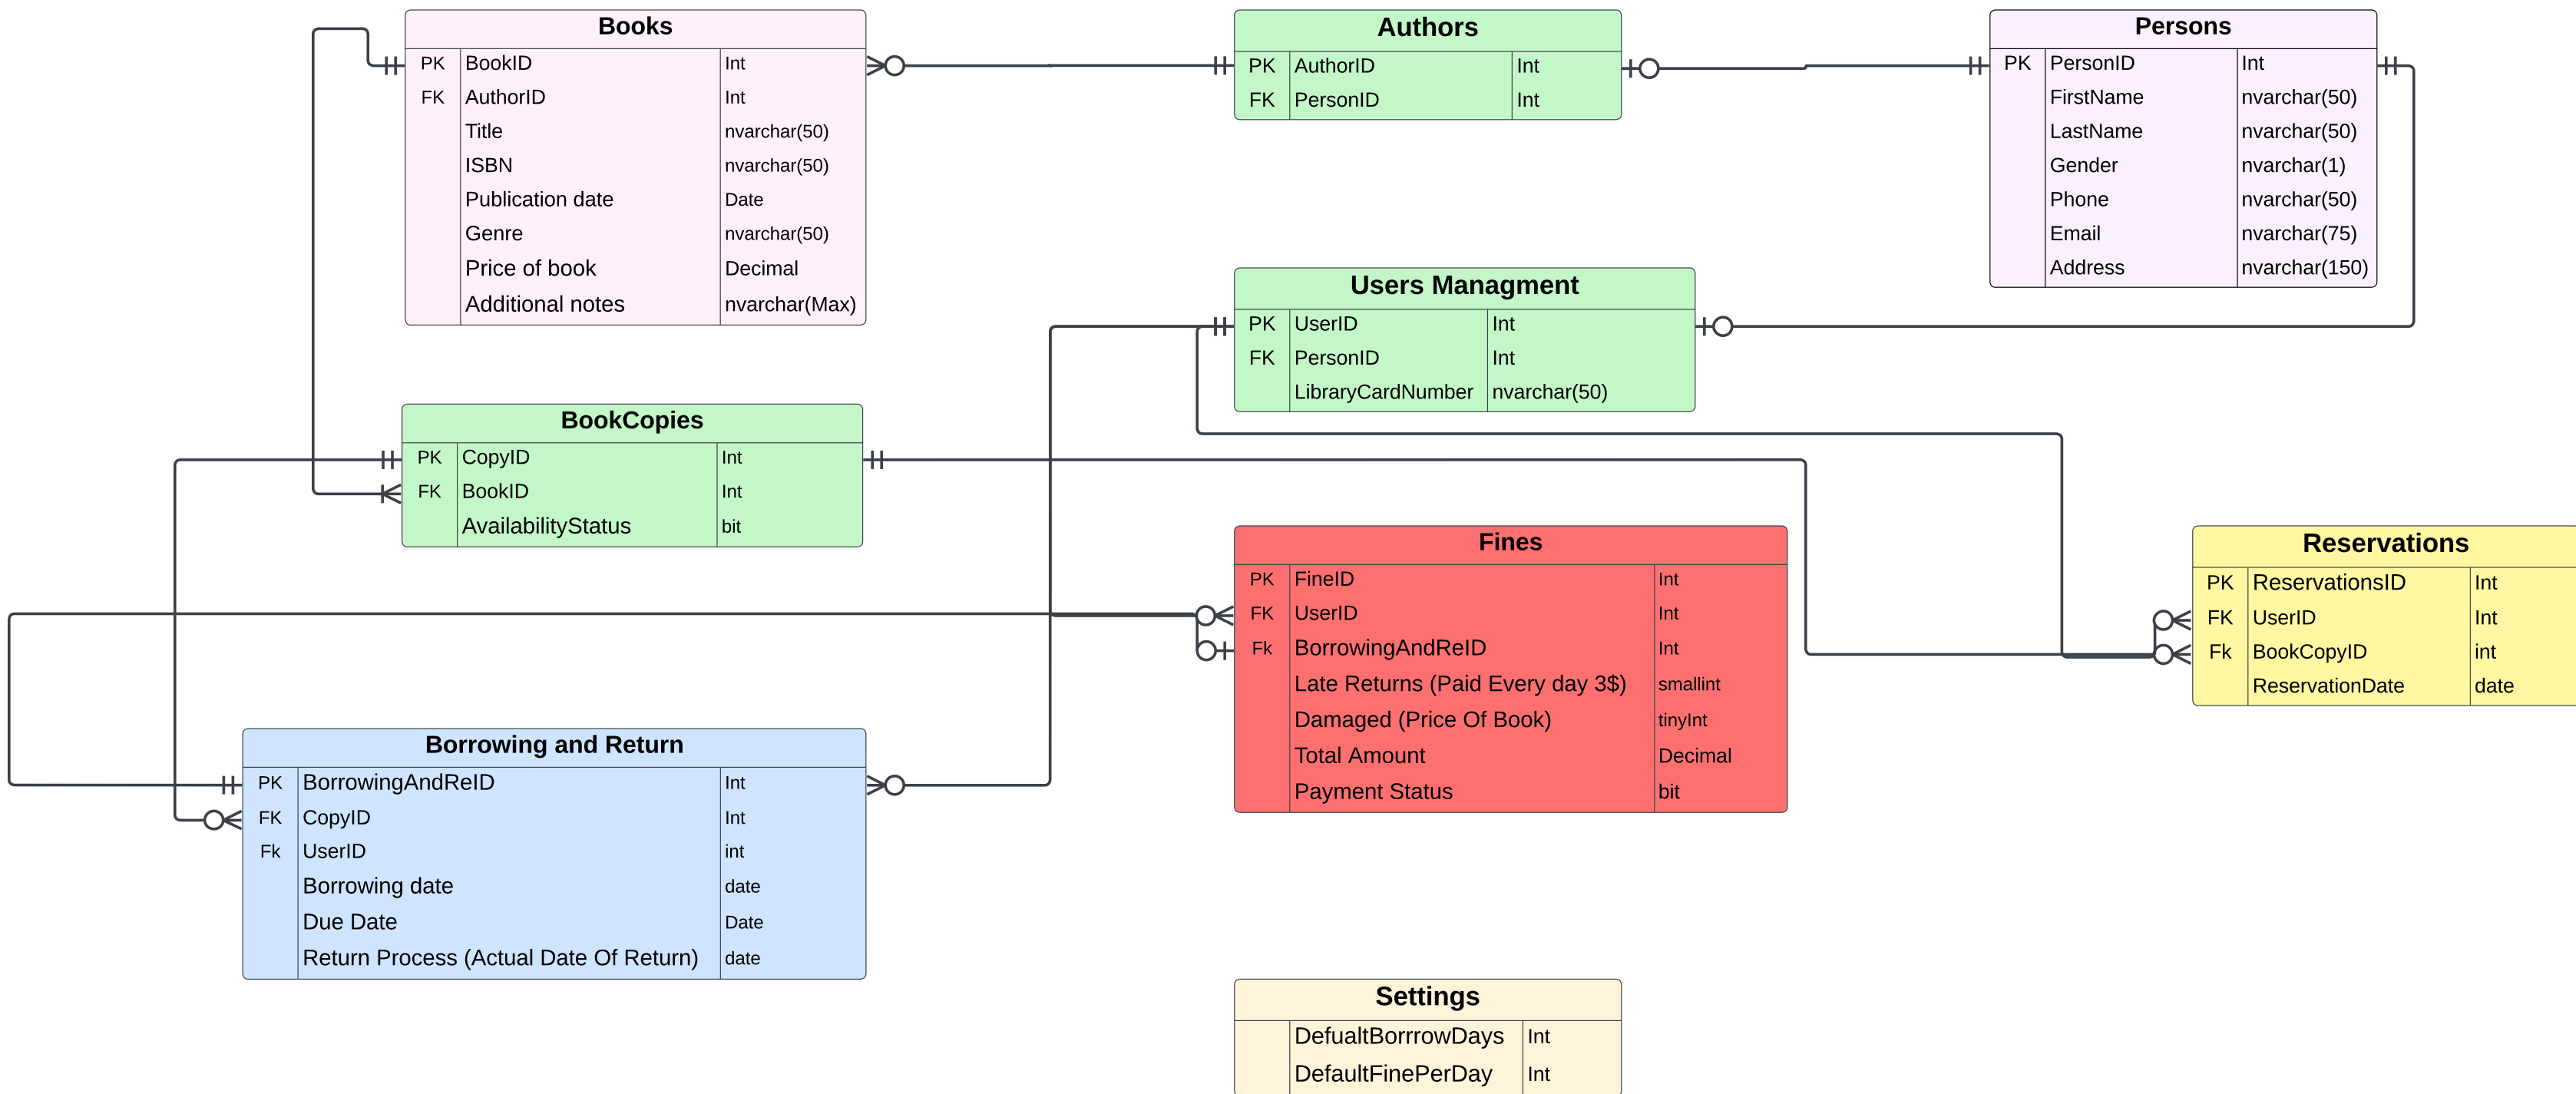 Books
PK BookID Int
FK AuthorID Int
Title nvarchar(50)
ISBN nvarchar(50)
Publication date Date
Genre nvarchar(50)
Price of book Decimal
Additional notes nvarchar(Max)
Authors
PK AuthorID Int
FK PersonID Int
Persons
PK PersonID Int
FirstName nvarchar(50)
LastName nvarchar(50)
Gender nvarchar(1)
Phone nvarchar(50)
Email nvarchar(75)
Address nvarchar(150)
Users Managment
PK UserID Int
FK PersonID Int
LibraryCardNumber nvarchar(50)
BookCopies
PK CopyID Int
FK BookID Int
AvailabilityStatus bit
Fines
PK FineID Int
FK UserID Int
Fk BorrowingAndReID Int
Late Returns (Paid Every day 3$) smallint
Damaged (Price Of Book) tinyInt
Total Amount Decimal
Payment Status bit
Reservations
PK ReservationsID Int
FK UserID Int
Fk BookCopyID int
ReservationDate date
Borrowing and Return
PK BorrowingAndReID Int
FK CopyID Int
Fk UserID int
Borrowing date date
Due Date Date
Return Process (Actual Date Of Return) date
Settings
DefualtBorrrowDays Int
DefaultFinePerDay Int